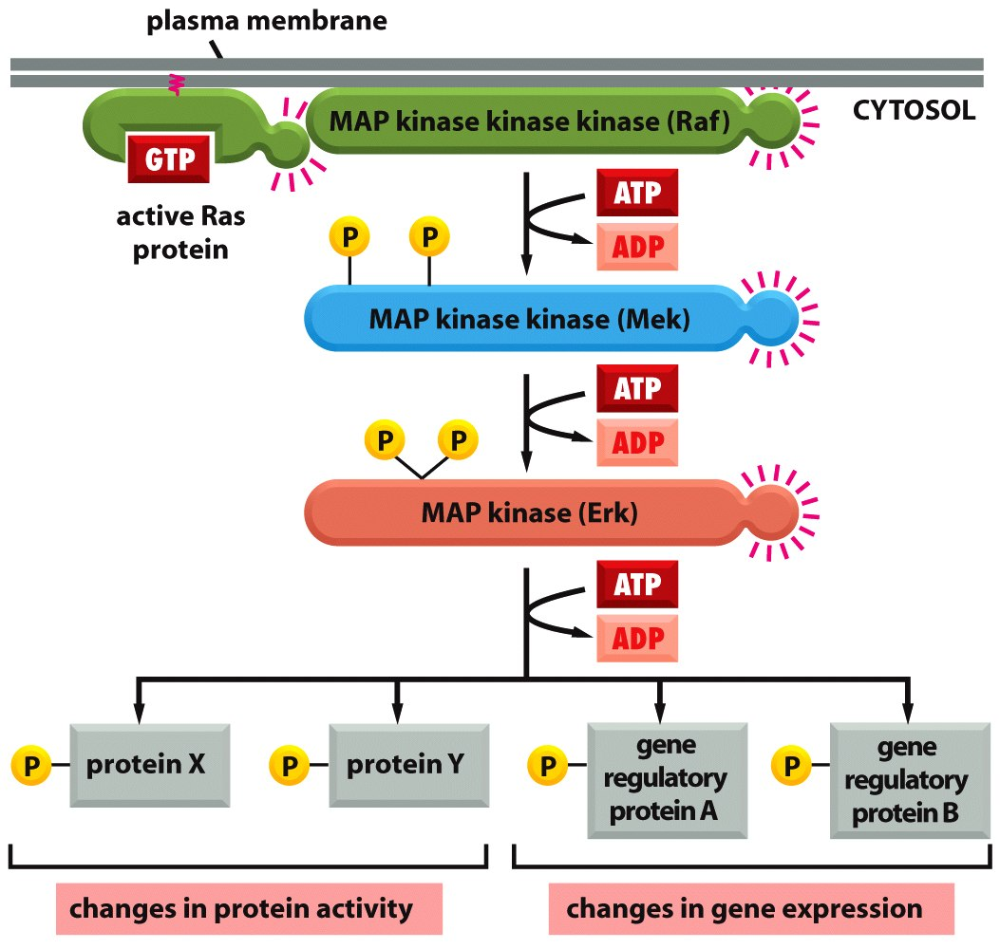 plasma membrane
CYTOSOL
MAP kinase kinase kinase (Raf)
GTP
active Ras
protein
ATP
ADP
P
P
MAP kinase kinase (Mek)
ATP
ADP
P
P
MAP kinase (Erk)
ATP
ADP
P
protein X
P
protein Y
P
gene
regulatory
protein A
P
gene
regulatory
protein B
changes in protein activity
changes in gene expression